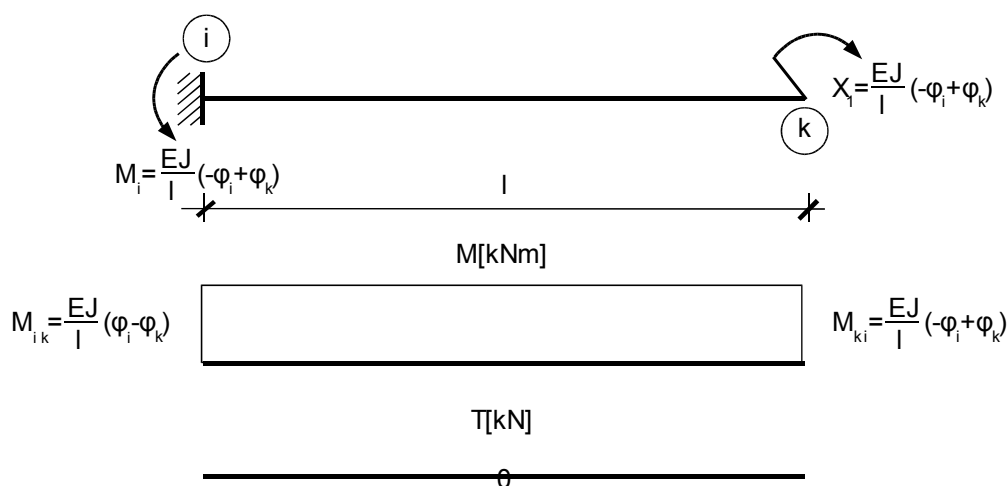 i
X₁=EJ/l (-φᵢ+φₖ)
k
Mᵢ=EJ/l (-φᵢ+φₖ)
l
M[kNm]
Mᵢₖ=EJ/l (φᵢ-φₖ)
Mₖᵢ=EJ/l (-φᵢ+φₖ)
T[kN]
0